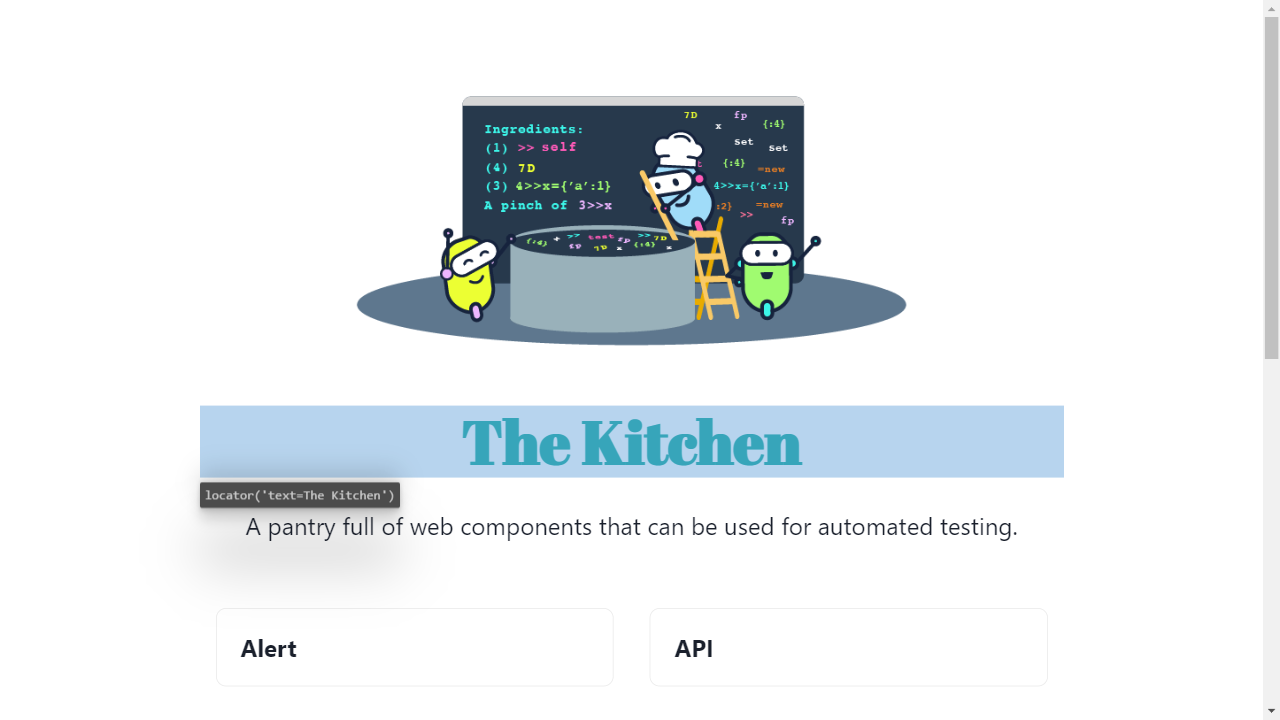 Ingredients:
(1) >> self
(4) 7D
(3) 4>>x={'a':1}
A pinch of 3>>x
7D
fp
x
{:4}
Set
Set
{:4}
=new
4>>x={'a':1}
:2}
=new
>>
fp
{:4} + >> test fp >> 7D
fp 7D x {:4} x
The Kitchen
locator('text=The Kitchen')
A pantry full of web components that can be used for automated testing.
Alert
API